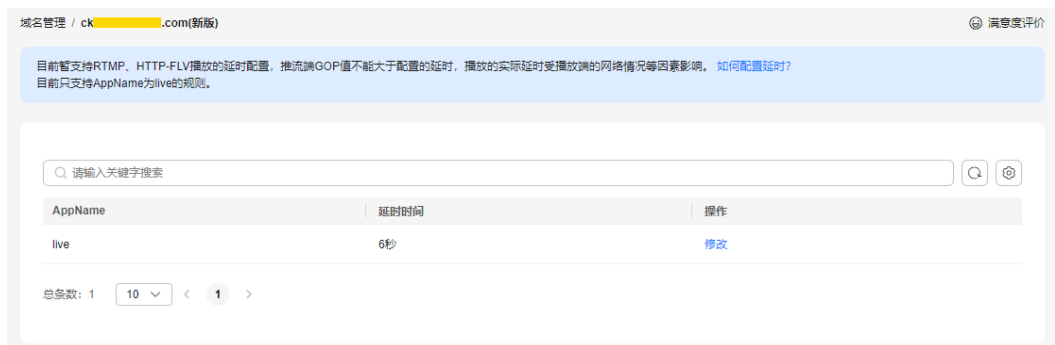 域名管理 / ck .com(新版)
满意度评价
目前暂支持RTMP、HTTP-FLV播放的延时配置，推流端GOP值不能大于配置的延时，播放的实际延时受播放端的网络情况等因素影响。 如何配置延时？
目前只支持AppName为live的规则。
请输入关键字搜索
AppName 延时时间 操作
live 6秒 修改
总条数：1 10 1